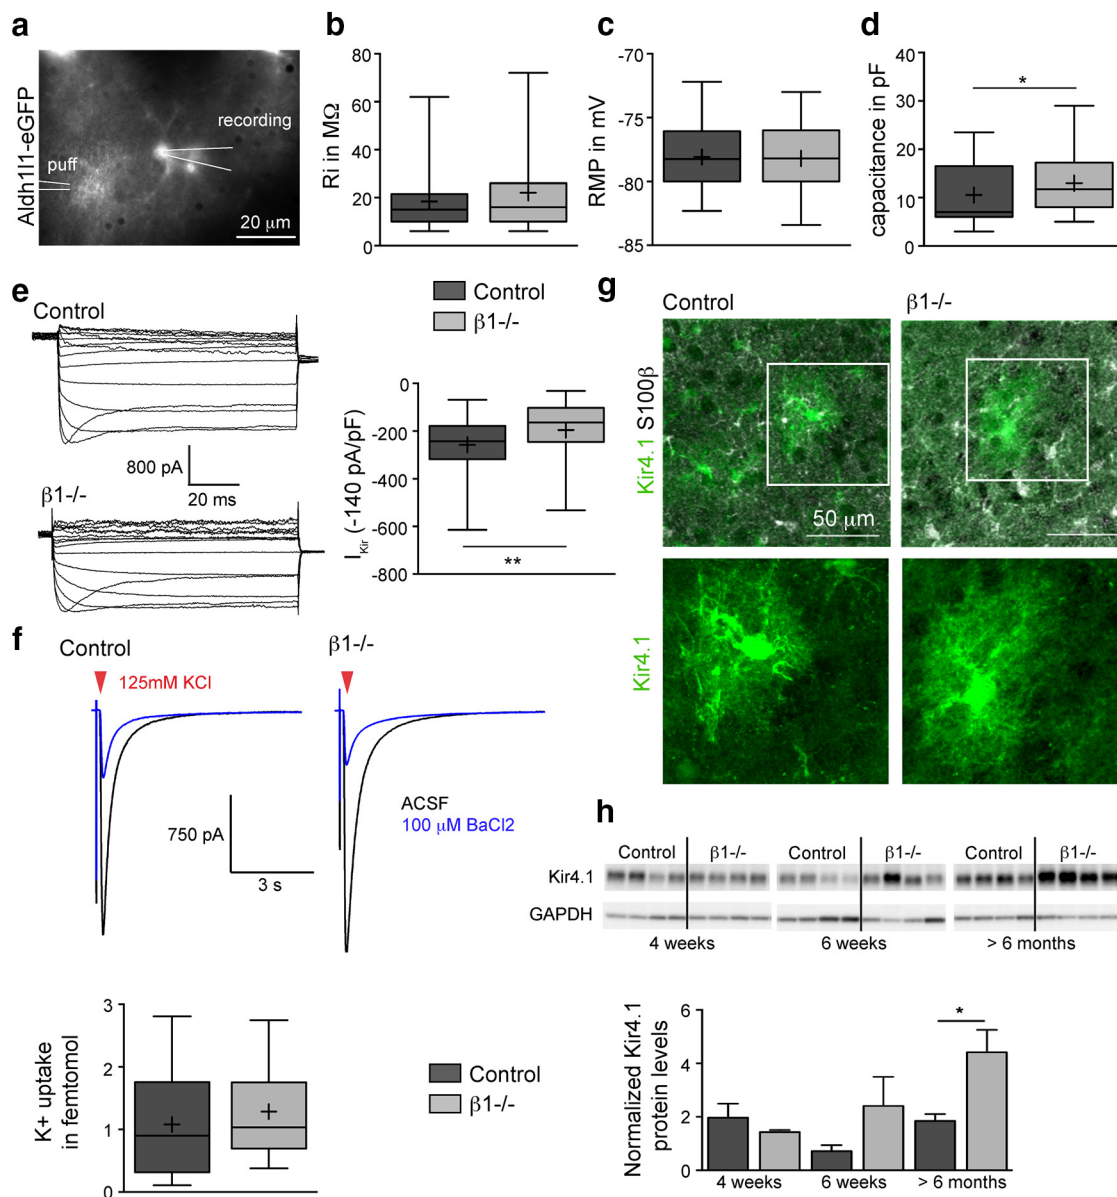 a
Aldh1l1-eGFP
puff
recording
20 μm
b
Ri in MΩ
80
60
40
20
0
c
RMP in mV
-70
-75
-80
-85
d
capacitance in pF
40
30
20
10
0
*
e
Control
800 pA
20 ms
β1-/-
Control
β1-/-
I Kir (-140 pA/pF)
0
-200
-400
-600
-800
**
f
Control
β1-/-
125mM KCl
ACSF
100 μM BaCl2
750 pA
3 s
K+ uptake
in femtomol
3
2
1
0
Control
β1-/-
g
Control
β1-/-
Kir4.1 S100β
50 μm
Kir4.1
h
Control β1-/- Control β1-/- Control β1-/-
Kir4.1
GAPDH
4 weeks 6 weeks > 6 months
Normalized Kir4.1
protein levels
6
4
2
0
*
4 weeks 6 weeks > 6 months